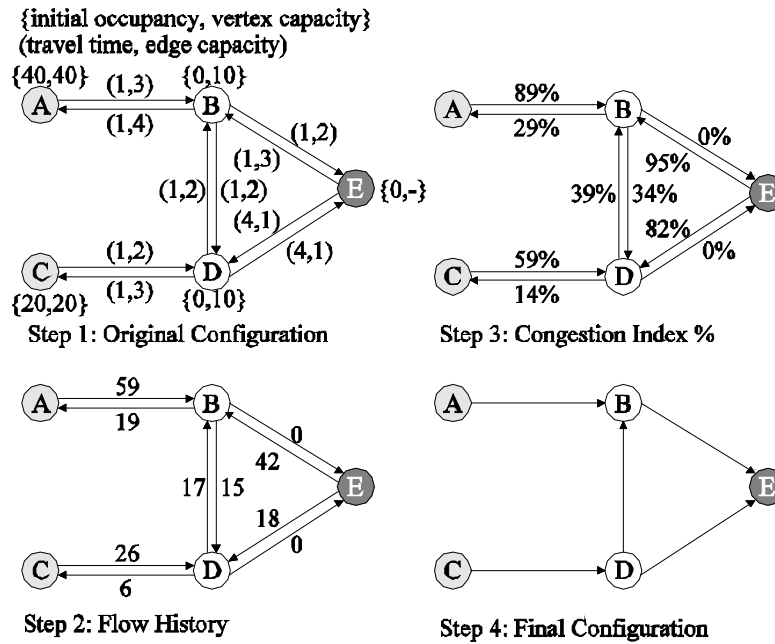 {initial occupancy, vertex capacity}
(travel time, edge capacity)
{40,40}
(1,3)
{0,10}
A
B
(1,4)
(1,2)
(1,3)
(1,2)
(1,2)
E
{0,-}
(4,1)
(1,2)
(4,1)
C
D
(1,3)
{20,20}
{0,10}
Step 1: Original Configuration
89%
A
B
29%
0%
95%
39%
34%
E
82%
59%
0%
C
D
14%
Step 3: Congestion Index %
59
A
B
19
0
42
17
15
E
18
26
0
C
D
6
Step 2: Flow History
A
B
E
C
D
Step 4: Final Configuration